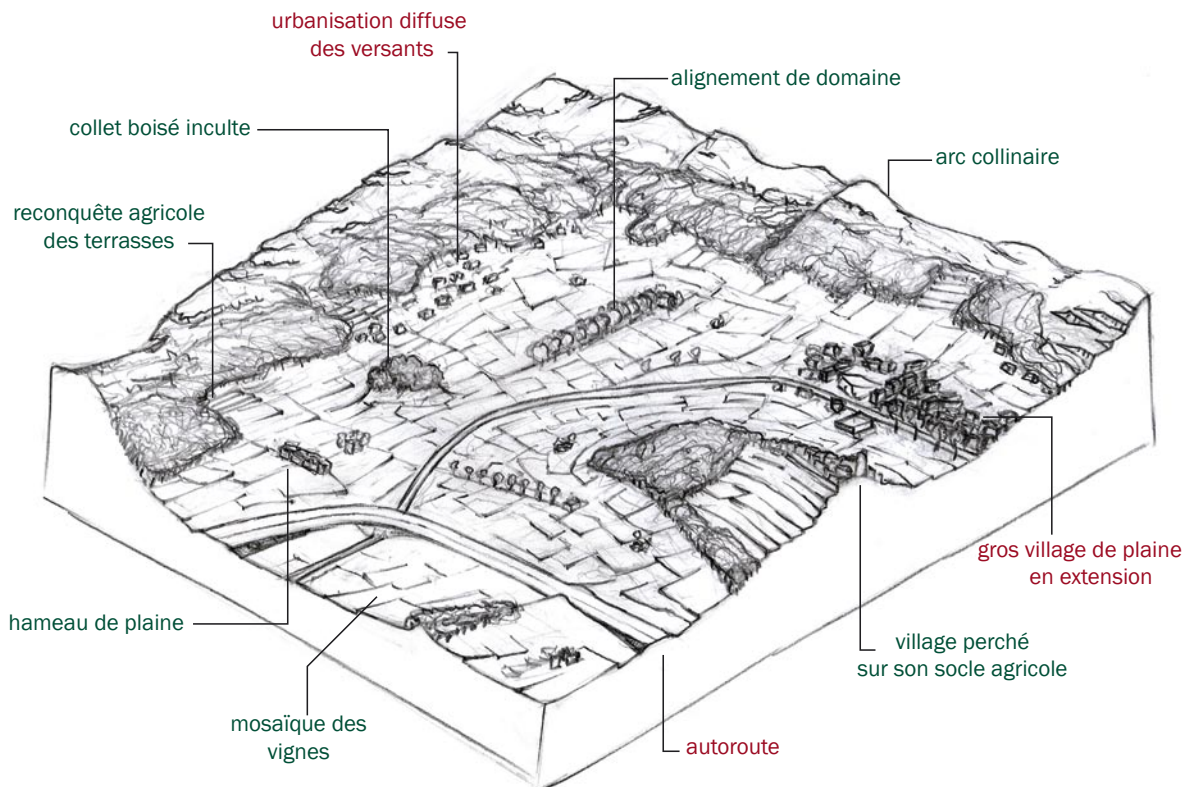 urbanisation diffuse
des versants
alignement de domaine
collet boisé inculte
arc collinaire
reconquête agricole
des terrasses
gros village de plaine
en extension
hameau de plaine
village perché
sur son socle agricole
mosaïque des
vignes
autoroute